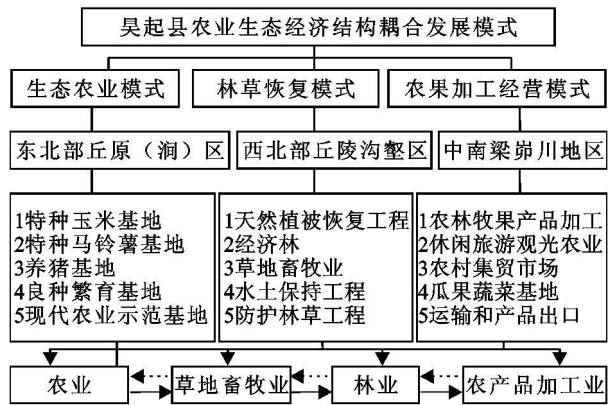 吴起县农业生态经济结构耦合发展模式
生态农业模式
林草恢复模式
农果加工经营模式
东北部丘原（涧）区
西北部丘陵沟壑区
中南梁峁川地区
1特种玉米基地
2特种马铃薯基地
3养猪基地
4良种繁育基地
5现代农业示范基地
1天然植被恢复工程
2经济林
3草地畜牧业
4水土保持工程
5防护林草工程
1农林牧果产品加工
2休闲旅游观光农业
3农村集贸市场
4瓜果蔬菜基地
5运输和产品出口
农业
草地畜牧业
林业
农产品加工业